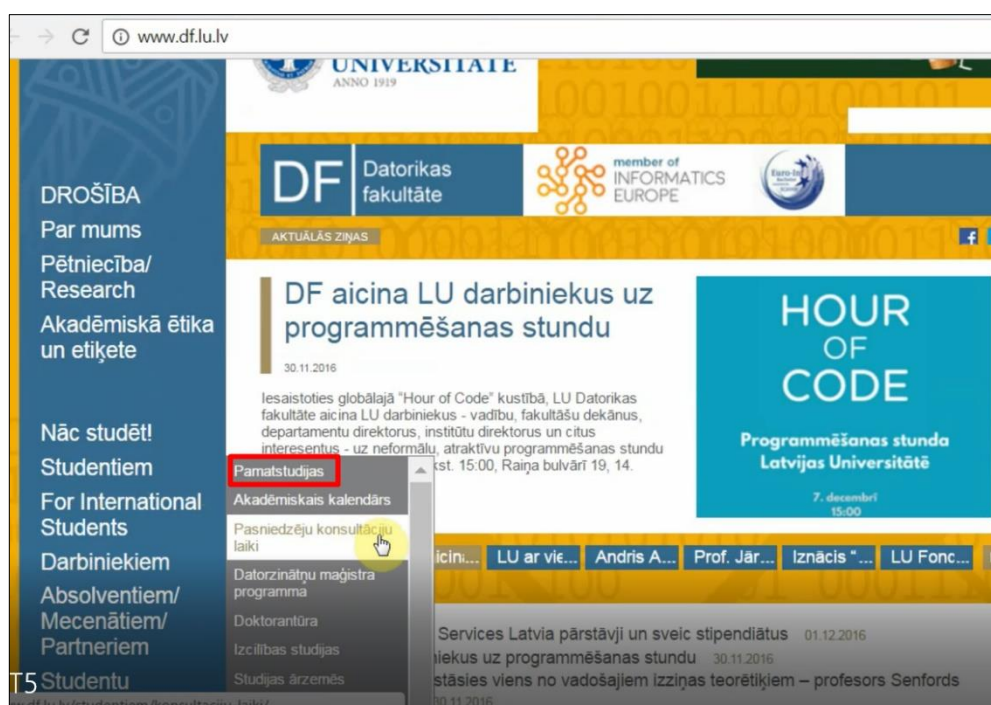 www.df.lu.lv
UNIVERSITĀTE
ANNO 1919
DROŠĪBA
Par mums
Pētniecība/
Research
Akadēmiskā ētika
un etiķete
Nāc studēt!
Studentiem
For International
Students
Darbiniekiem
Absolventiem/
Mecenātiem/
Partneriem
Studentu
T5
DF
Datorikas
fakultāte
member of
INFORMATICS
EUROPE
AKTUĀLĀS ZIŅAS
DF aicina LU darbiniekus uz
programmēšanas stundu
30.11.2016
Iesaistoties globālajā “Hour of Code” kustībā, LU Datorikas
fakultāte aicina LU darbiniekus - vadību, fakultāšu dekānus,
departamentu direktorus, institūtu direktorus un citus
interesentus - uz neformālu, atraktīvu programmēšanas stundu
kst. 15:00, Raiņa bulvārī 19, 14.
HOUR
OF
CODE
Programmēšanas stunda
Latvijas Universitātē
7. decembrī
15:00
Pamatstudijas
Akadēmiskais kalendārs
Pasniedzēju konsultāciju
laiki
Datorzinātņu maģistra
programma
Doktorantūra
Izcilības studijas
Studijas ārzemēs
LU ar vie... Andris A... Prof. Jār... Iznācis “... LU Fonc...
Services Latvia pārstāvji un sveic stipendiātus 01.12.2016
iekus uz programmēšanas stundu 30.11.2016
stāsies viens no vadošajiem izziņas teorētiķiem – profesors Senfords
30.11.2016